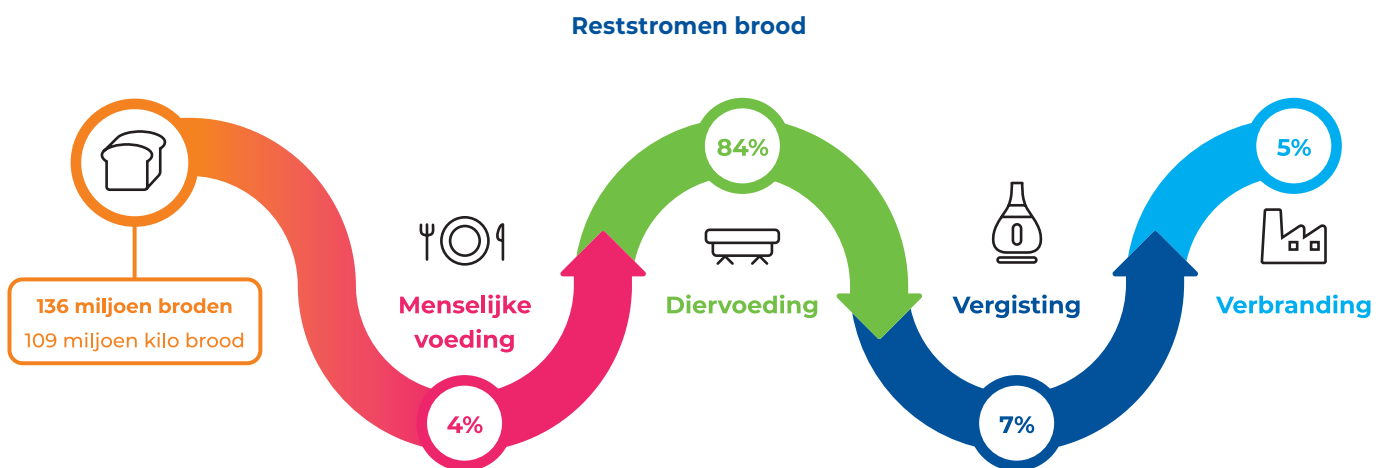 Reststromen brood
136 miljoen broden
109 miljoen kilo brood
Menselijke
voeding
4%
84%
Diervoeding
Vergisting
7%
5%
Verbranding